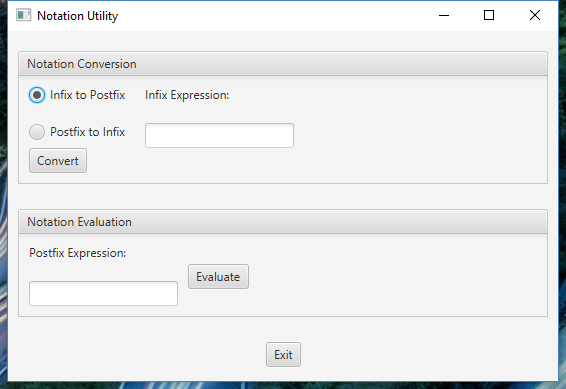 Notation Utility
Notation Conversion
Infix to Postfix
Infix Expression:
Postfix to Infix
Convert
Notation Evaluation
Postfix Expression:
Evaluate
Exit